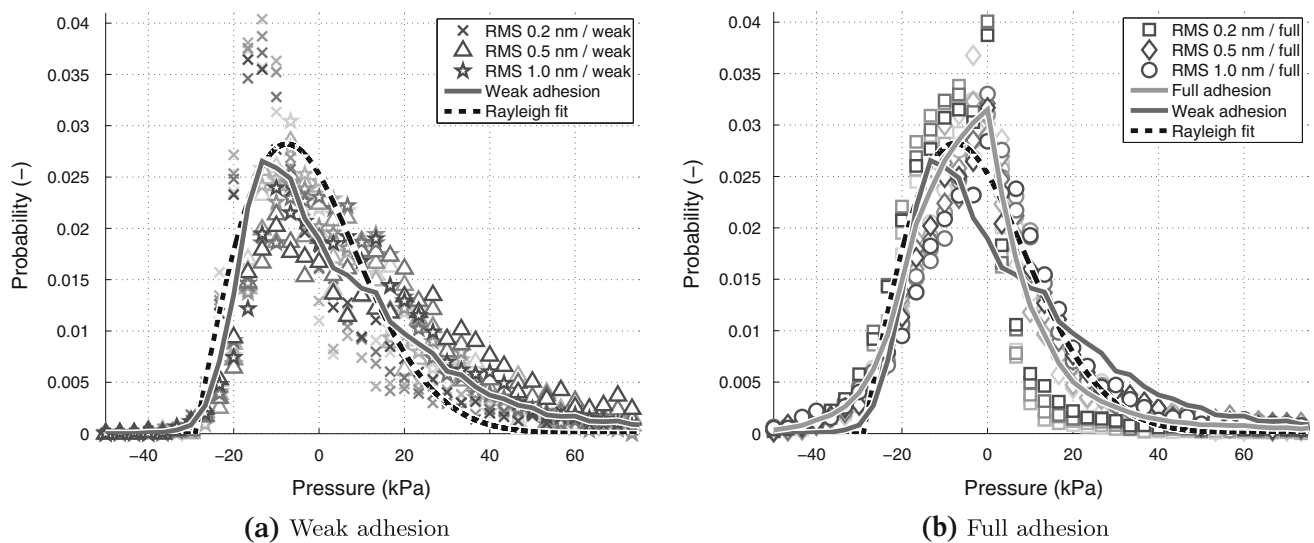 0.04
0.035
0.03
0.025
0.02
0.015
0.01
0.005
0
Probability (−)
−40
−20
0
20
40
60
Pressure (kPa)
RMS 0.2 nm / weak
RMS 0.5 nm / weak
RMS 1.0 nm / weak
Weak adhesion
Rayleigh fit
(a) Weak adhesion
0.04
0.035
0.03
0.025
0.02
0.015
0.01
0.005
0
Probability (−)
−40
−20
0
20
40
60
Pressure (kPa)
RMS 0.2 nm / full
RMS 0.5 nm / full
RMS 1.0 nm / full
Full adhesion
Weak adhesion
Rayleigh fit
(b) Full adhesion